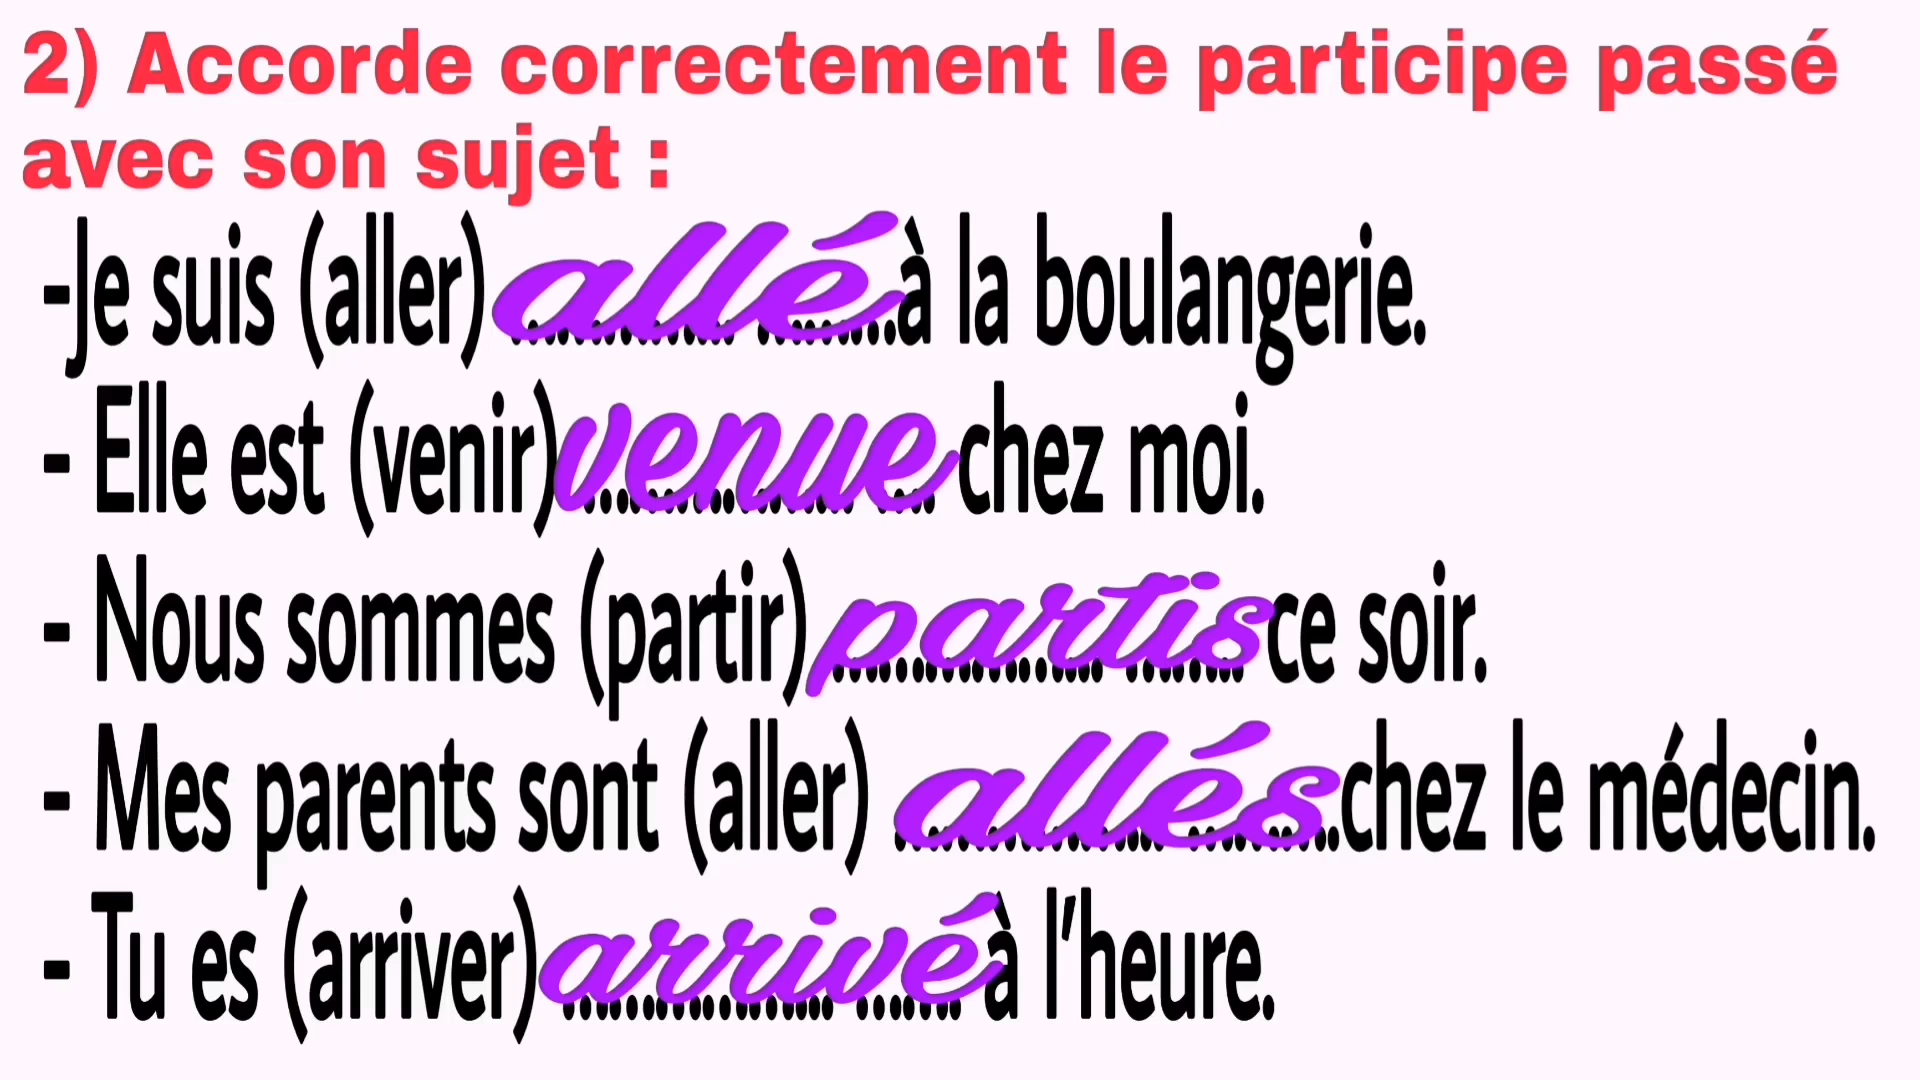 2) Accorde correctement le participe passé
avec son sujet :
-Je suis (aller) allé à la boulangerie.
- Elle est (venir) venue chez moi.
- Nous sommes (partir) partis ce soir.
- Mes parents sont (aller) allés chez le médecin.
- Tu es (arriver) arrivé à l'heure.